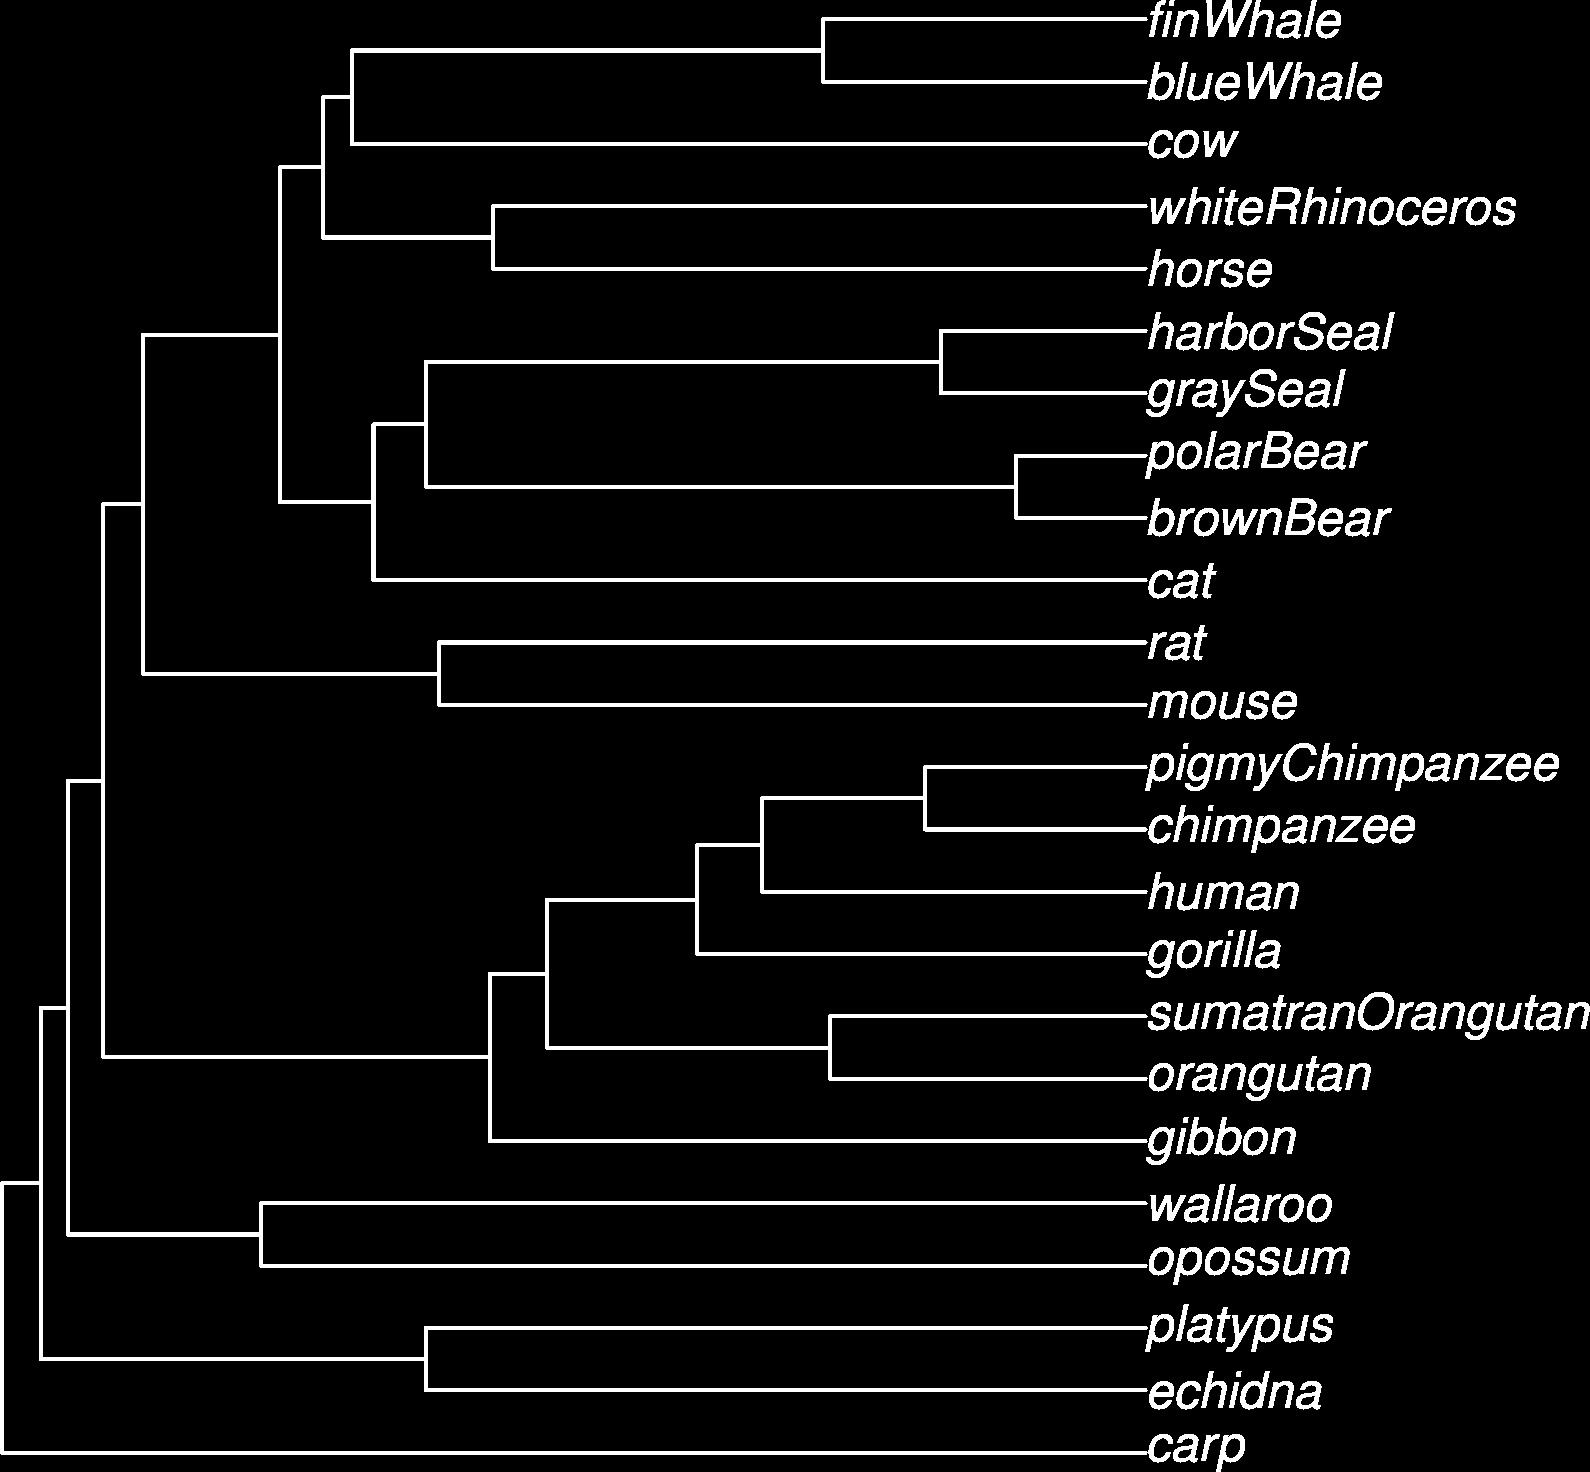 finWhale
blueWhale
cow
whiteRhinoceros
horse
harborSeal
graySeal
polarBear
brownBear
cat
rat
mouse
pigmyChimpanzee
chimpanzee
human
gorilla
sumatranOrangutan
orangutan
gibbon
wallaroo
opossum
platypus
echidna
carp